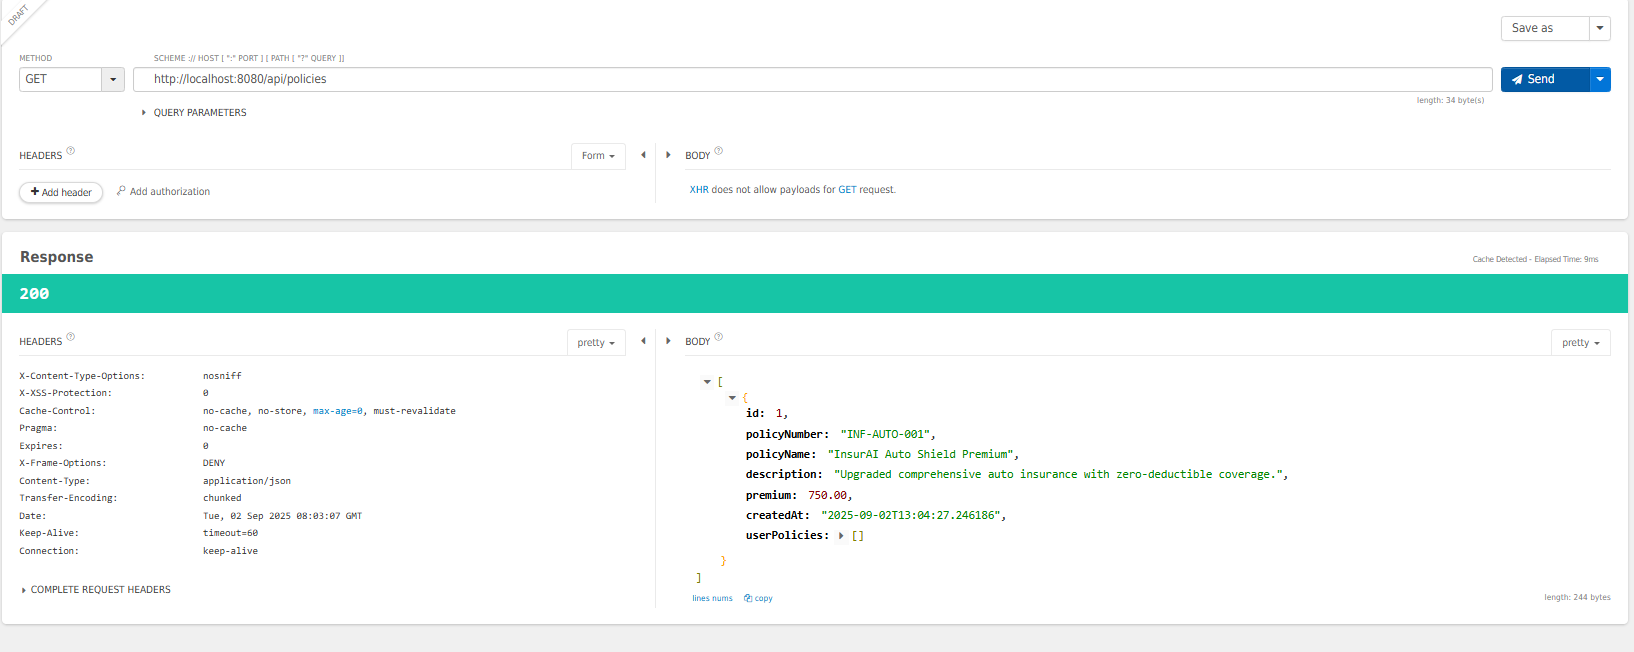 DRAFT
Save as
METHOD
SCHEME :// HOST [ ":" PORT ] [ PATH [ "?" QUERY ]]
GET
http://localhost:8080/api/policies
Send
length: 34 byte(s)
QUERY PARAMETERS
HEADERS ?
Form
BODY ?
+ Add header
Add authorization
XHR does not allow payloads for GET request.
Response
Cache Detected - Elapsed Time: 9ms
200
HEADERS ?
pretty
BODY ?
pretty
X-Content-Type-Options: nosniff
X-XSS-Protection: 0
Cache-Control: no-cache, no-store, max-age=0, must-revalidate
Pragma: no-cache
Expires: 0
X-Frame-Options: DENY
Content-Type: application/json
Transfer-Encoding: chunked
Date: Tue, 02 Sep 2025 08:03:07 GMT
Keep-Alive: timeout=60
Connection: keep-alive
COMPLETE REQUEST HEADERS
[
{
id: 1,
policyNumber: "INF-AUTO-001",
policyName: "InsurAI Auto Shield Premium",
description: "Upgraded comprehensive auto insurance with zero-deductible coverage.",
premium: 750.00,
createdAt: "2025-09-02T13:04:27.246186",
userPolicies: []
}
]
lines nums
copy
length: 244 bytes